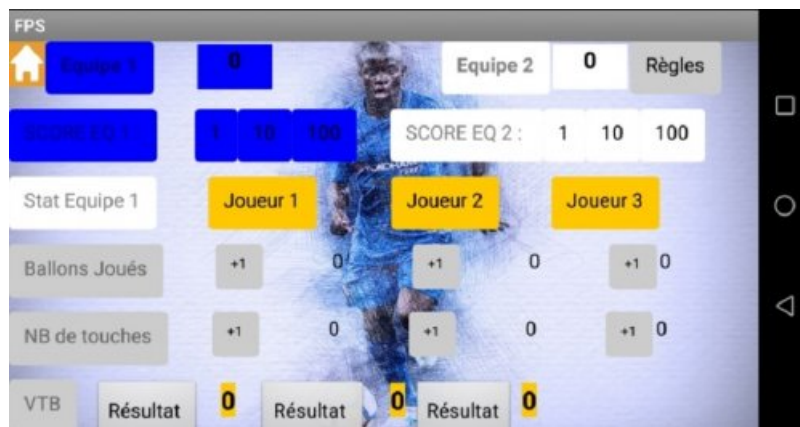 FPS
Equipe 1 0 Equipe 2 0 Règles
SCORE EQ 1 : 1 10 100 SCORE EQ 2 : 1 10 100
Stat Equipe 1 Joueur 1 Joueur 2 Joueur 3
Ballons Joués +1 0 +1 0 +1 0
NB de touches +1 0 +1 0 +1 0
VTB Résultat 0 Résultat 0 Résultat 0